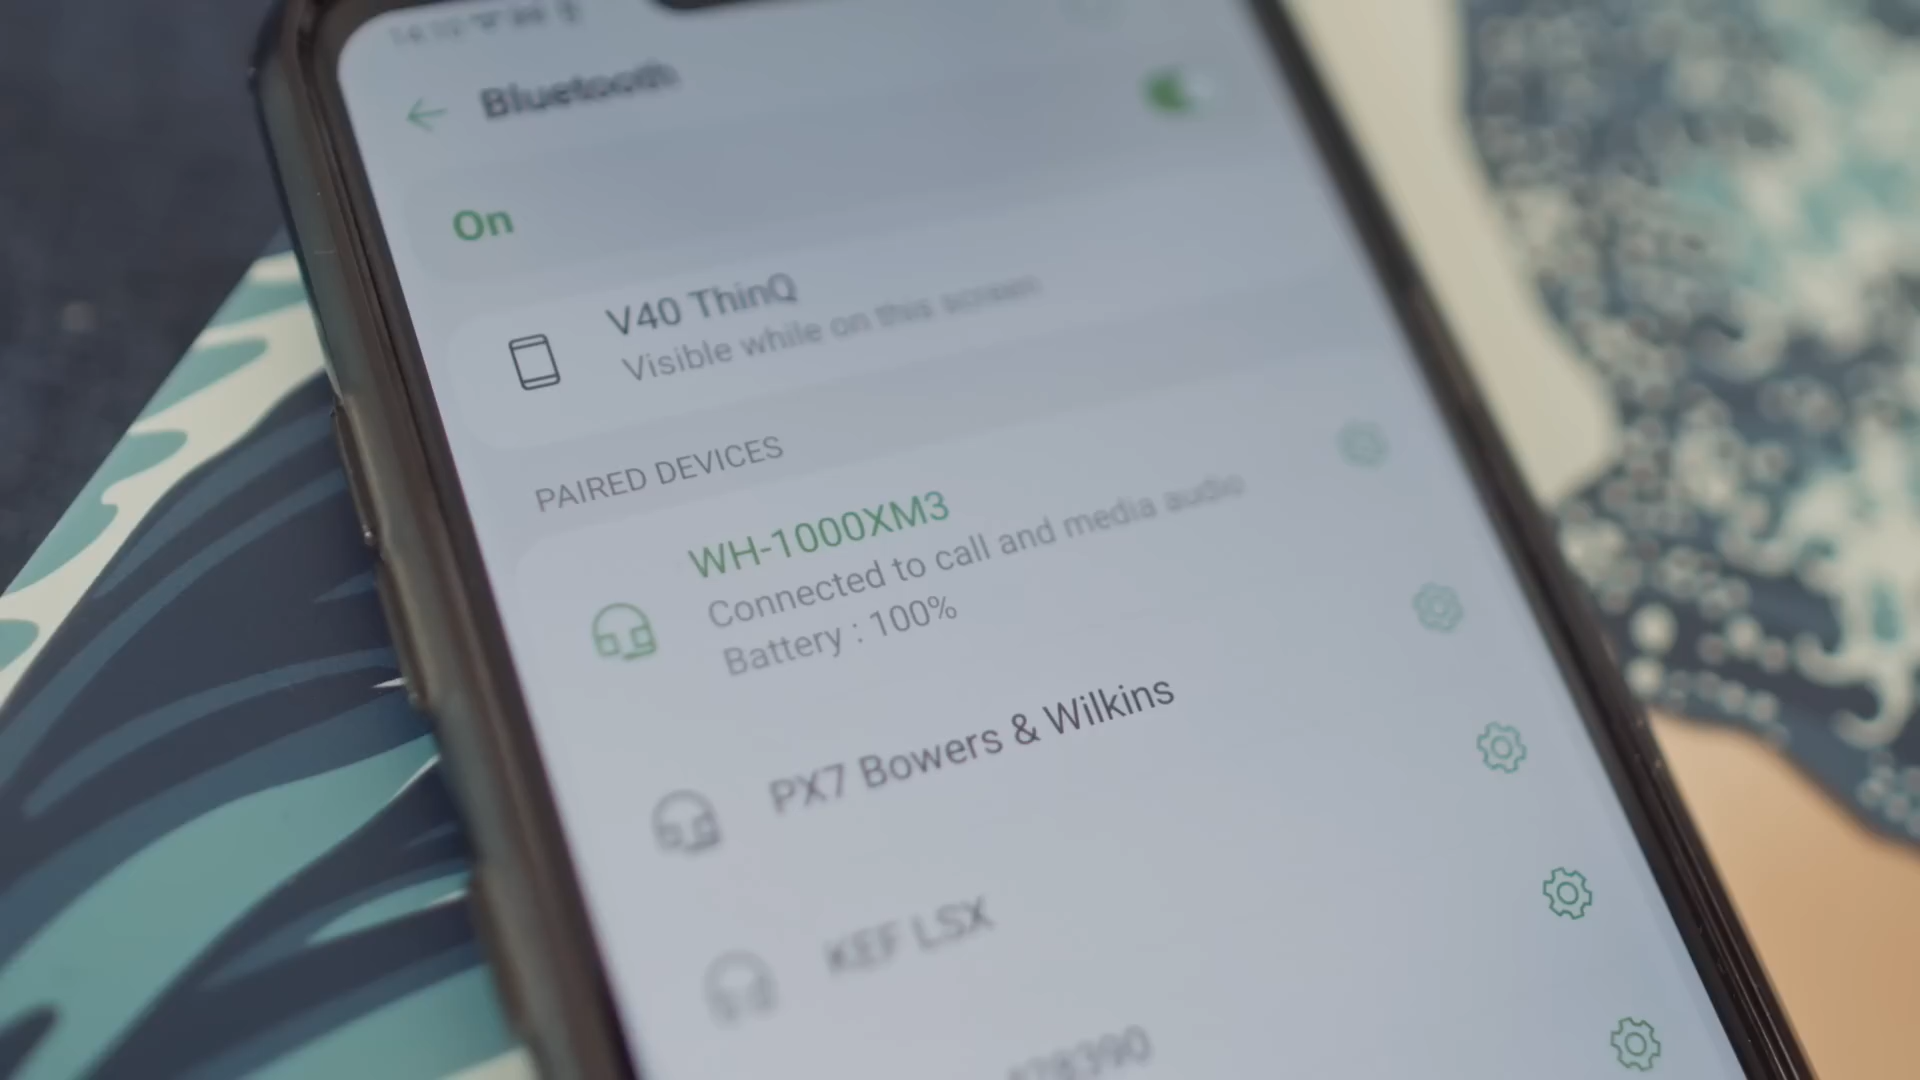 Bluetooth
On
V40 ThinQ
Visible while on this screen
PAIRED DEVICES
WH-1000XM3
Connected to call and media audio
Battery : 100%
PX7 Bowers & Wilkins
KEF LSX